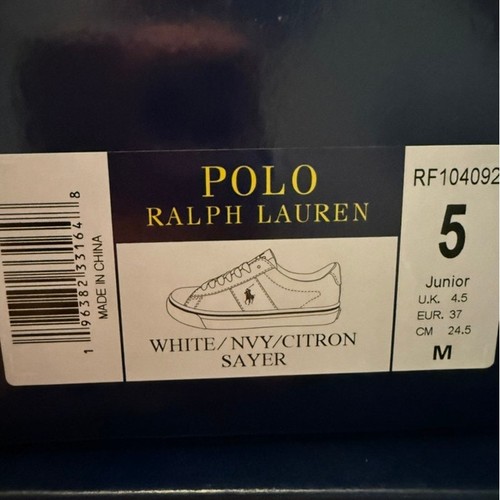 1 96382 33164 8
MADE IN CHINA
POLO
RALPH LAUREN
WHITE/NVY/CITRON
SAYER
RF104092
5
Junior
U.K. 4.5
EUR. 37
CM 24.5
M